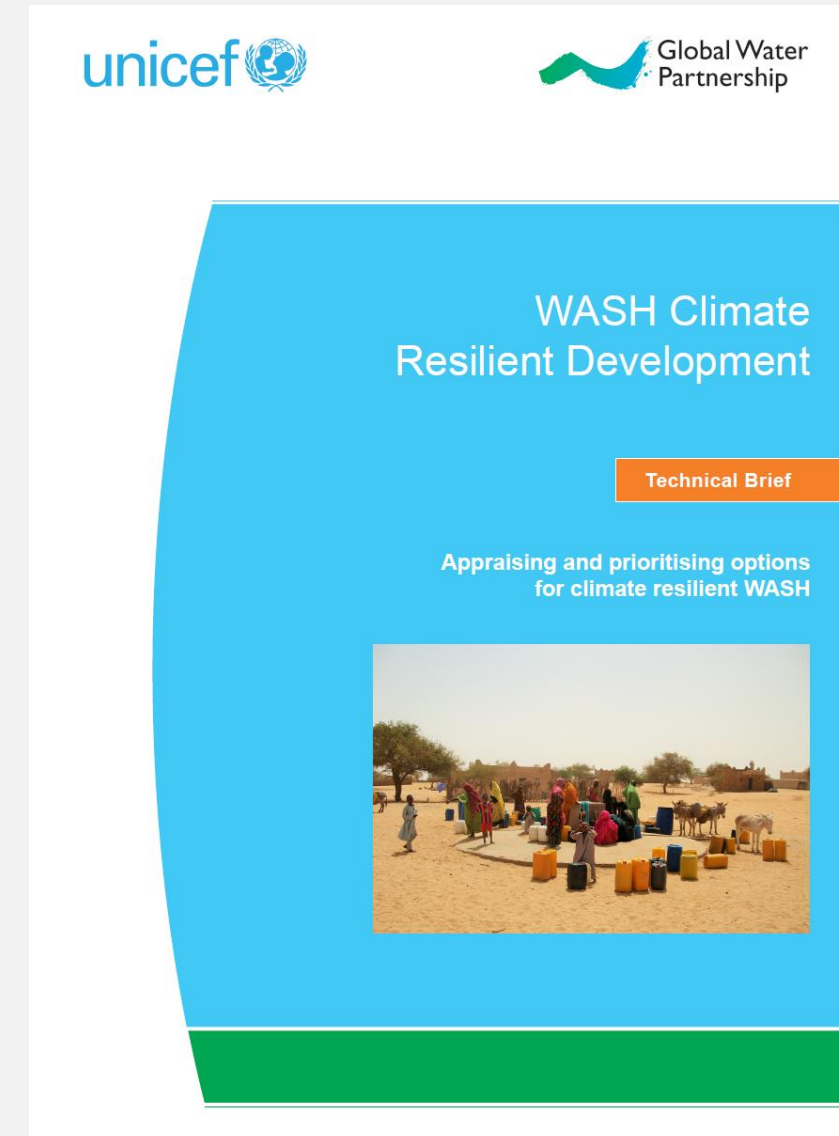 unicef
Global Water
Partnership
WASH Climate
Resilient Development
Technical Brief
Appraising and prioritising options
for climate resilient WASH